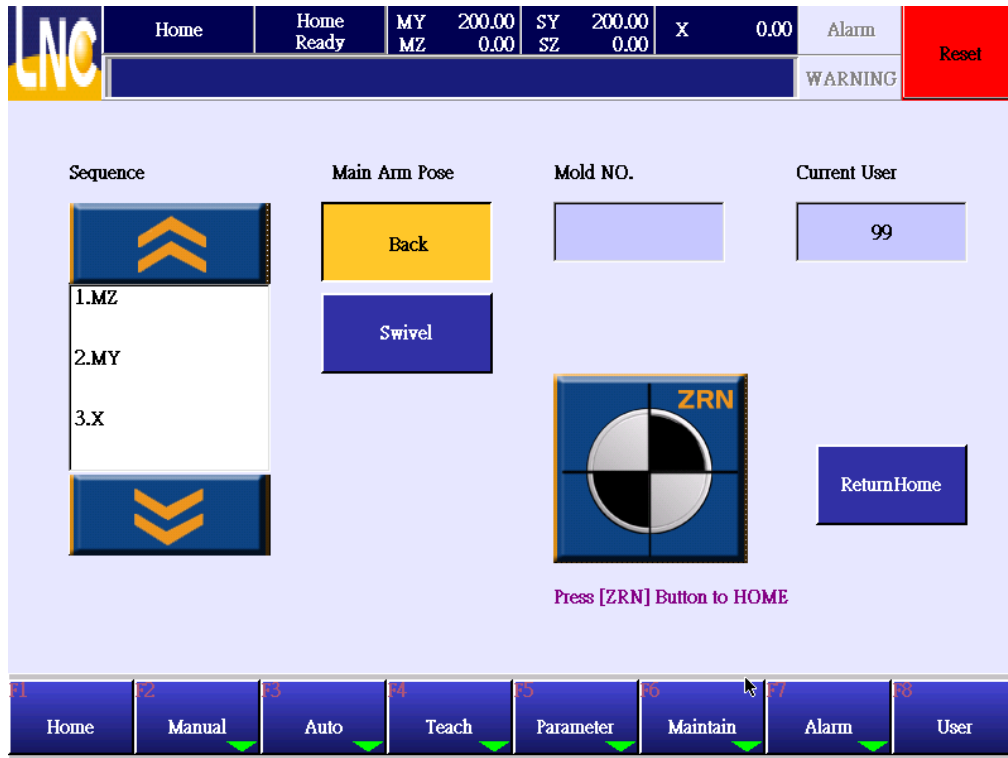 LNC
Home
Home
Ready
MY 200.00
MZ 0.00
SY 200.00
SZ 0.00
X 0.00
Alarm
WARNING
Reset
Sequence
Main Arm Pose
Mold NO.
Current User
Back
99
1.MZ
2.MY
3.X
Swivel
ZRN
ReturnHome
Press [ZRN] Button to HOME
F1 F2 F3 F4 F5 F6 F7 F8
Home Manual Auto Teach Parameter Maintain Alarm User